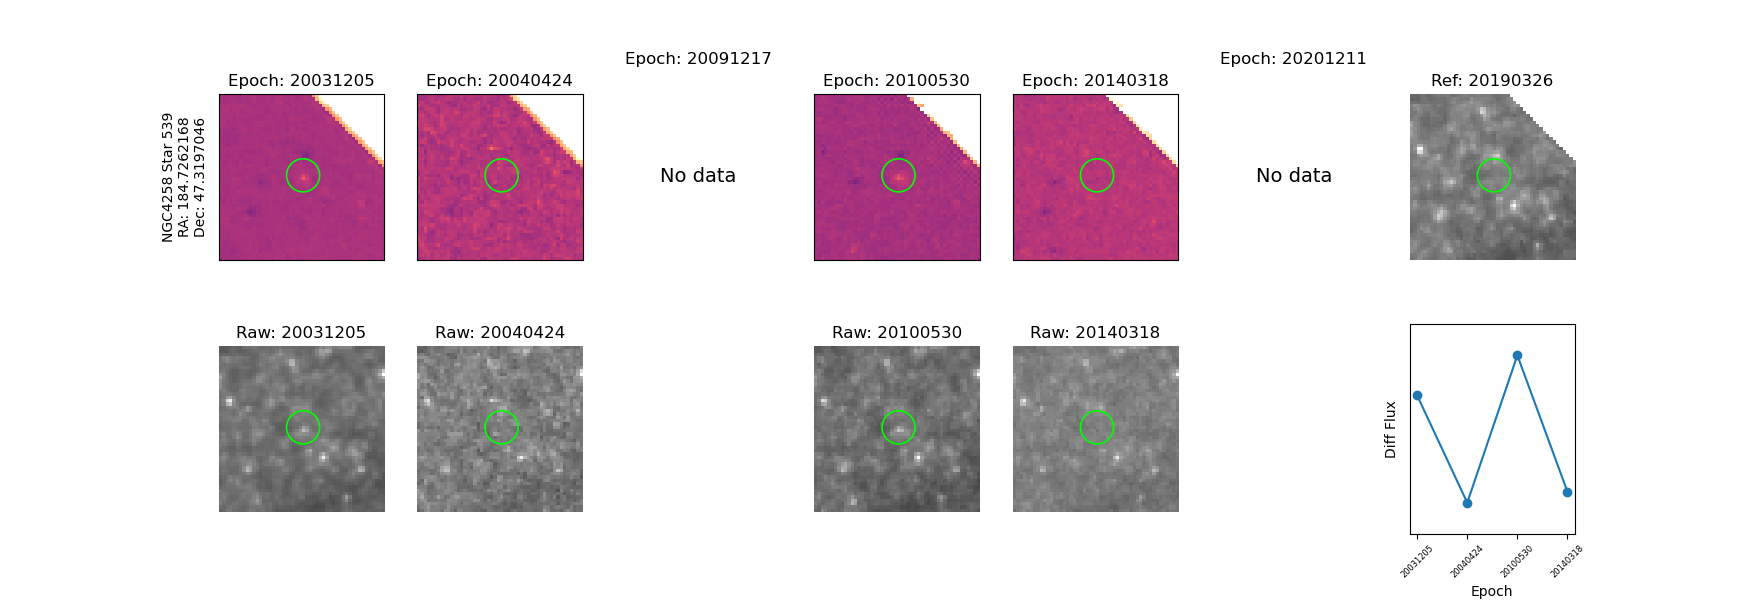 NGC4258 Star 539
RA: 184.7262168
Dec: 47.3197046
Epoch: 20031205
Epoch: 20040424
Epoch: 20091217
No data
Epoch: 20100530
Epoch: 20140318
Epoch: 20201211
No data
Ref: 20190326
Raw: 20031205
Raw: 20040424
Raw: 20100530
Raw: 20140318
Diff Flux
20031205
20040424
20100530
20140318
Epoch